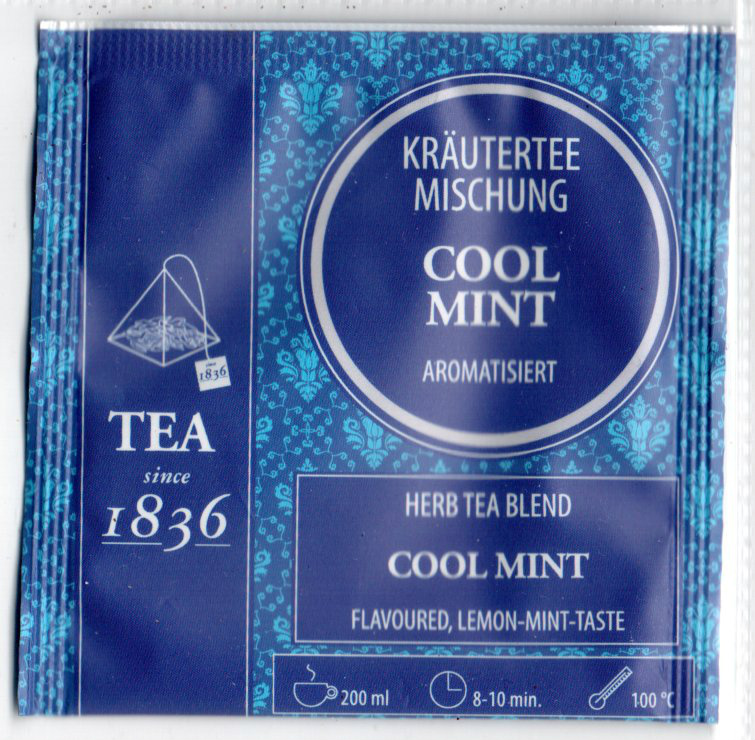 1836
TEA
since
1836
KRÄUTERTEE
MISCHUNG
COOL
MINT
AROMATISIERT
HERB TEA BLEND
COOL MINT
FLAVOURED, LEMON-MINT-TASTE
200 ml
8-10 min.
100 °C